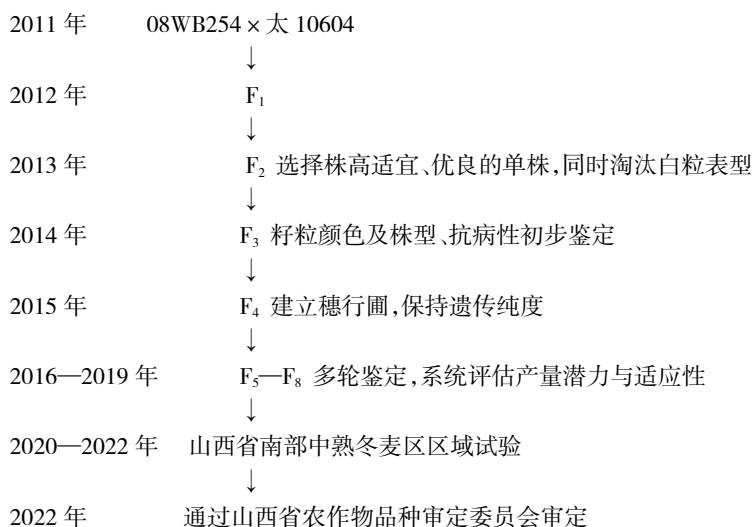 2011 年 08WB254 × 太 10604
↓
2012 年 F₁
↓
2013 年 F₂ 选择株高适宜、优良的单株,同时淘汰白粒表型
↓
2014 年 F₃ 籽粒颜色及株型、抗病性初步鉴定
↓
2015 年 F₄ 建立穗行圃,保持遗传纯度
↓
2016—2019 年 F₅—F₈ 多轮鉴定,系统评估产量潜力与适应性
↓
2020—2022 年 山西省南部中熟冬麦区区域试验
↓
2022 年 通过山西省农作物品种审定委员会审定